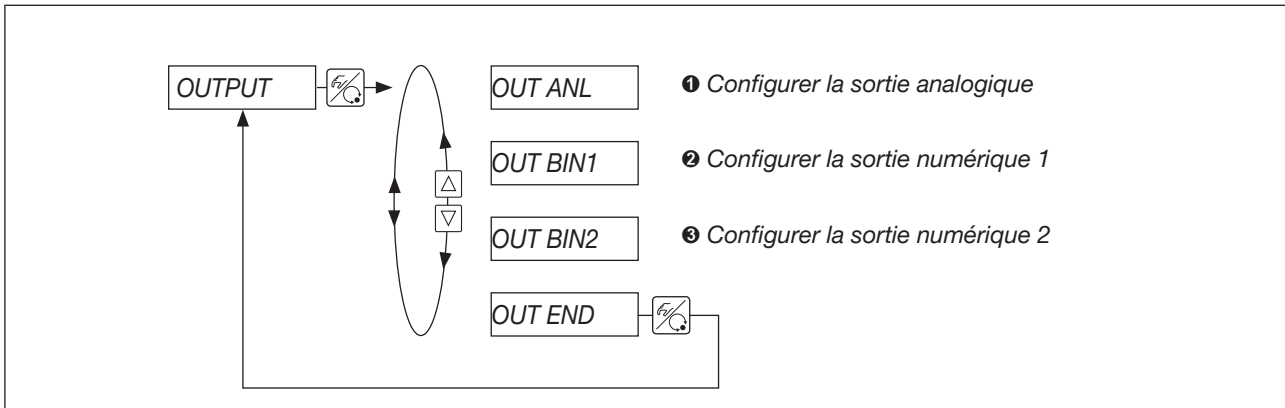 OUTPUT
OUT ANL ❶ Configurer la sortie analogique
OUT BIN1 ❷ Configurer la sortie numérique 1
OUT BIN2 ❸ Configurer la sortie numérique 2
OUT END